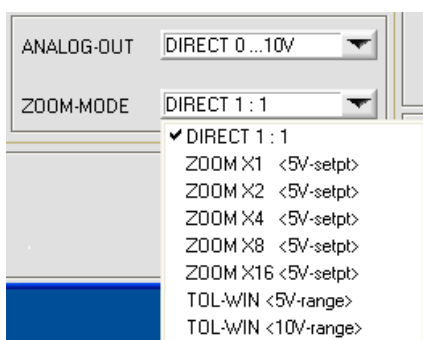 ANALOG-OUT DIRECT 0 ...10V
ZOOM-MODE DIRECT 1 : 1
✔DIRECT 1 : 1
ZOOM X1 <5V-setpt>
ZOOM X2 <5V-setpt>
ZOOM X4 <5V-setpt>
ZOOM X8 <5V-setpt>
ZOOM X16 <5V-setpt>
TOL-WIN <5V-range>
TOL-WIN <10V-range>